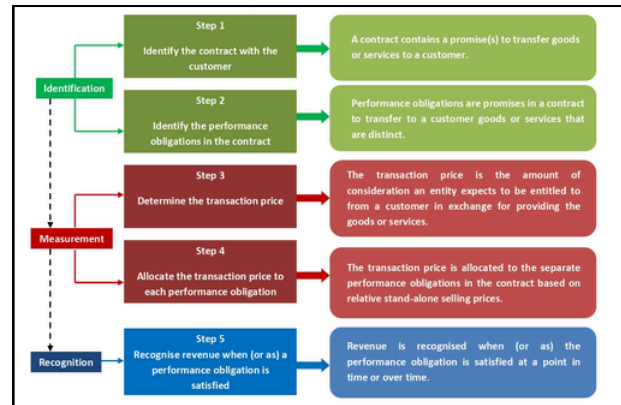 Step 1
Identify the contract with the
customer
A contract contains a promise(s) to transfer goods
or services to a customer.
Identification
Step 2
Identify the performance
obligations in the contract
Performance obligations are promises in a contract
to transfer to a customer goods or services that
are distinct.
Step 3
Determine the transaction price
The transaction price is the amount of
consideration an entity expects to be entitled to
from a customer in exchange for providing the
goods or services.
Measurement
Step 4
Allocate the transaction price to
each performance obligation
The transaction price is allocated to the separate
performance obligations in the contract based on
relative stand-alone selling prices.
Recognition
Step 5
Recognise revenue when (or as) a
performance obligation is
satisfied
Revenue is recognised when (or as) the
performance obligation is satisfied at a point in
time or over time.